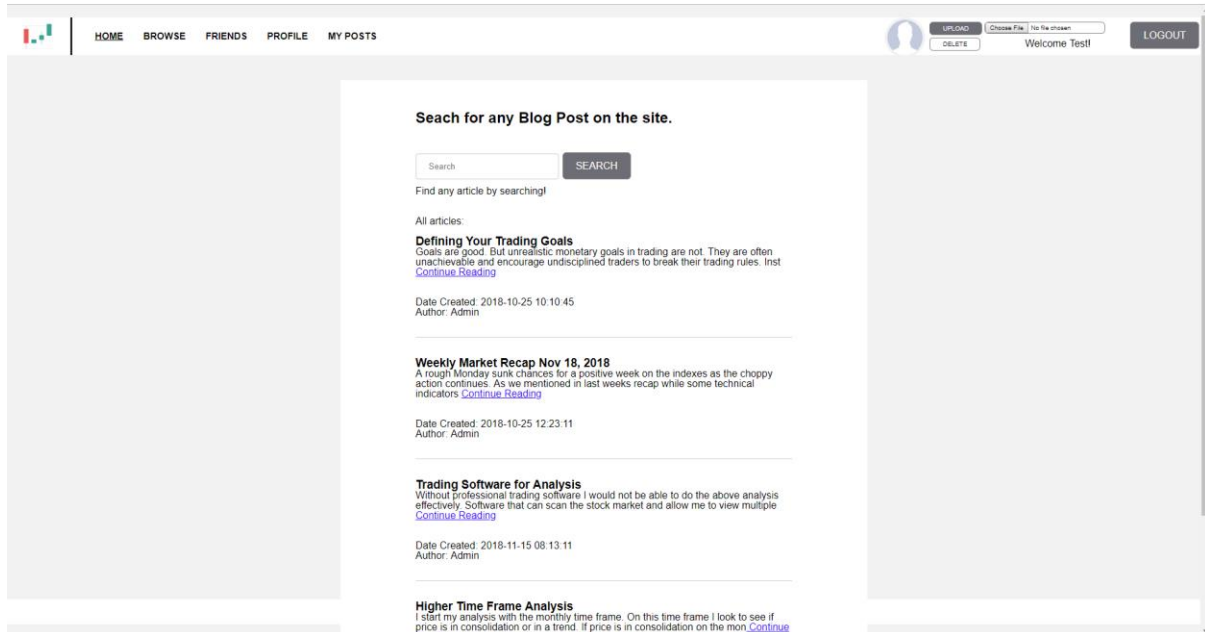 HOME BROWSE FRIENDS PROFILE MY POSTS
UPLOAD Choose File No file chosen
DELETE Welcome Test!
LOGOUT
Seach for any Blog Post on the site.
Search SEARCH
Find any article by searching!
All articles:
Defining Your Trading Goals
Goals are good. But unrealistic monetary goals in trading are not. They are often
unachievable and encourage undisciplined traders to break their trading rules. Inst
Continue Reading
Date Created: 2018-10-25 10:10:45
Author: Admin
Weekly Market Recap Nov 18, 2018
A rough Monday sunk chances for a positive week on the indexes as the choppy
action continues. As we mentioned in last weeks recap while some technical
indicators Continue Reading
Date Created: 2018-10-25 12:23:11
Author: Admin
Trading Software for Analysis
Without professional trading software I would not be able to do the above analysis
effectively. Software that can scan the stock market and allow me to view multiple
Continue Reading
Date Created: 2018-11-15 08:13:11
Author: Admin
Higher Time Frame Analysis
I start my analysis with the monthly time frame. On this time frame I look to see if
price is in consolidation or in a trend. If price is in consolidation on the mon Continue